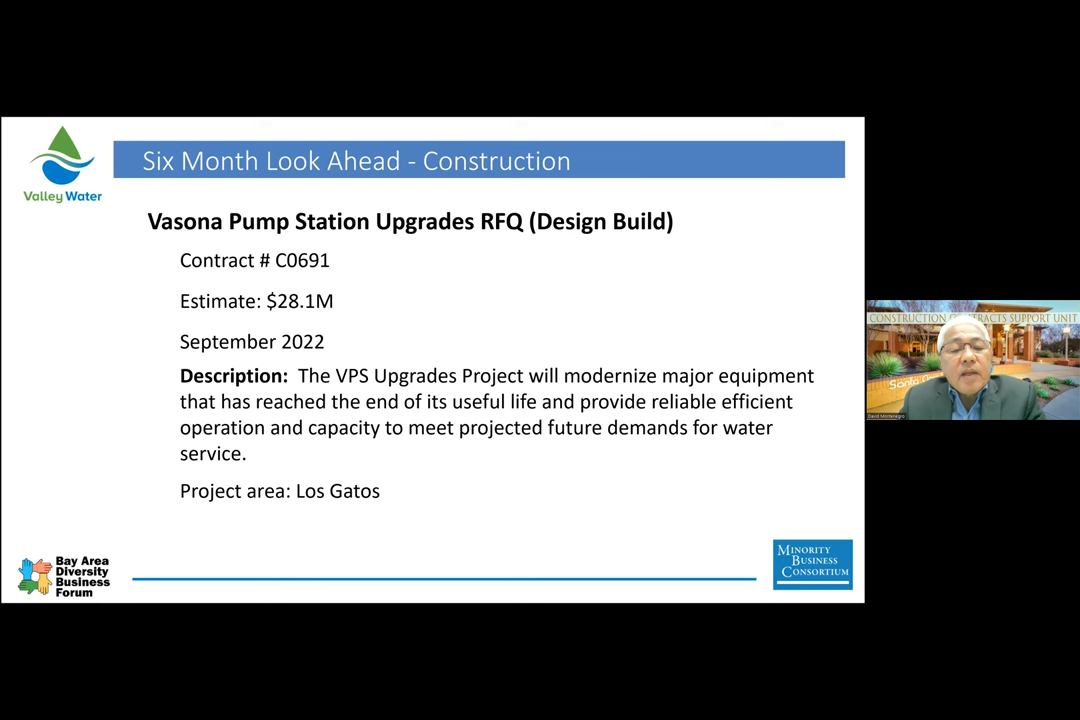 Valley Water
Six Month Look Ahead - Construction
Vasona Pump Station Upgrades RFQ (Design Build)
Contract # C0691
Estimate: $28.1M
September 2022
Description: The VPS Upgrades Project will modernize major equipment
that has reached the end of its useful life and provide reliable efficient
operation and capacity to meet projected future demands for water
service.
Project area: Los Gatos
Bay Area
Diversity
Business
Forum
MINORITY
BUSINESS
CONSORTIUM
CONSTRUCTION CONTRACTS SUPPORT UNIT
Santa
David Montenegro